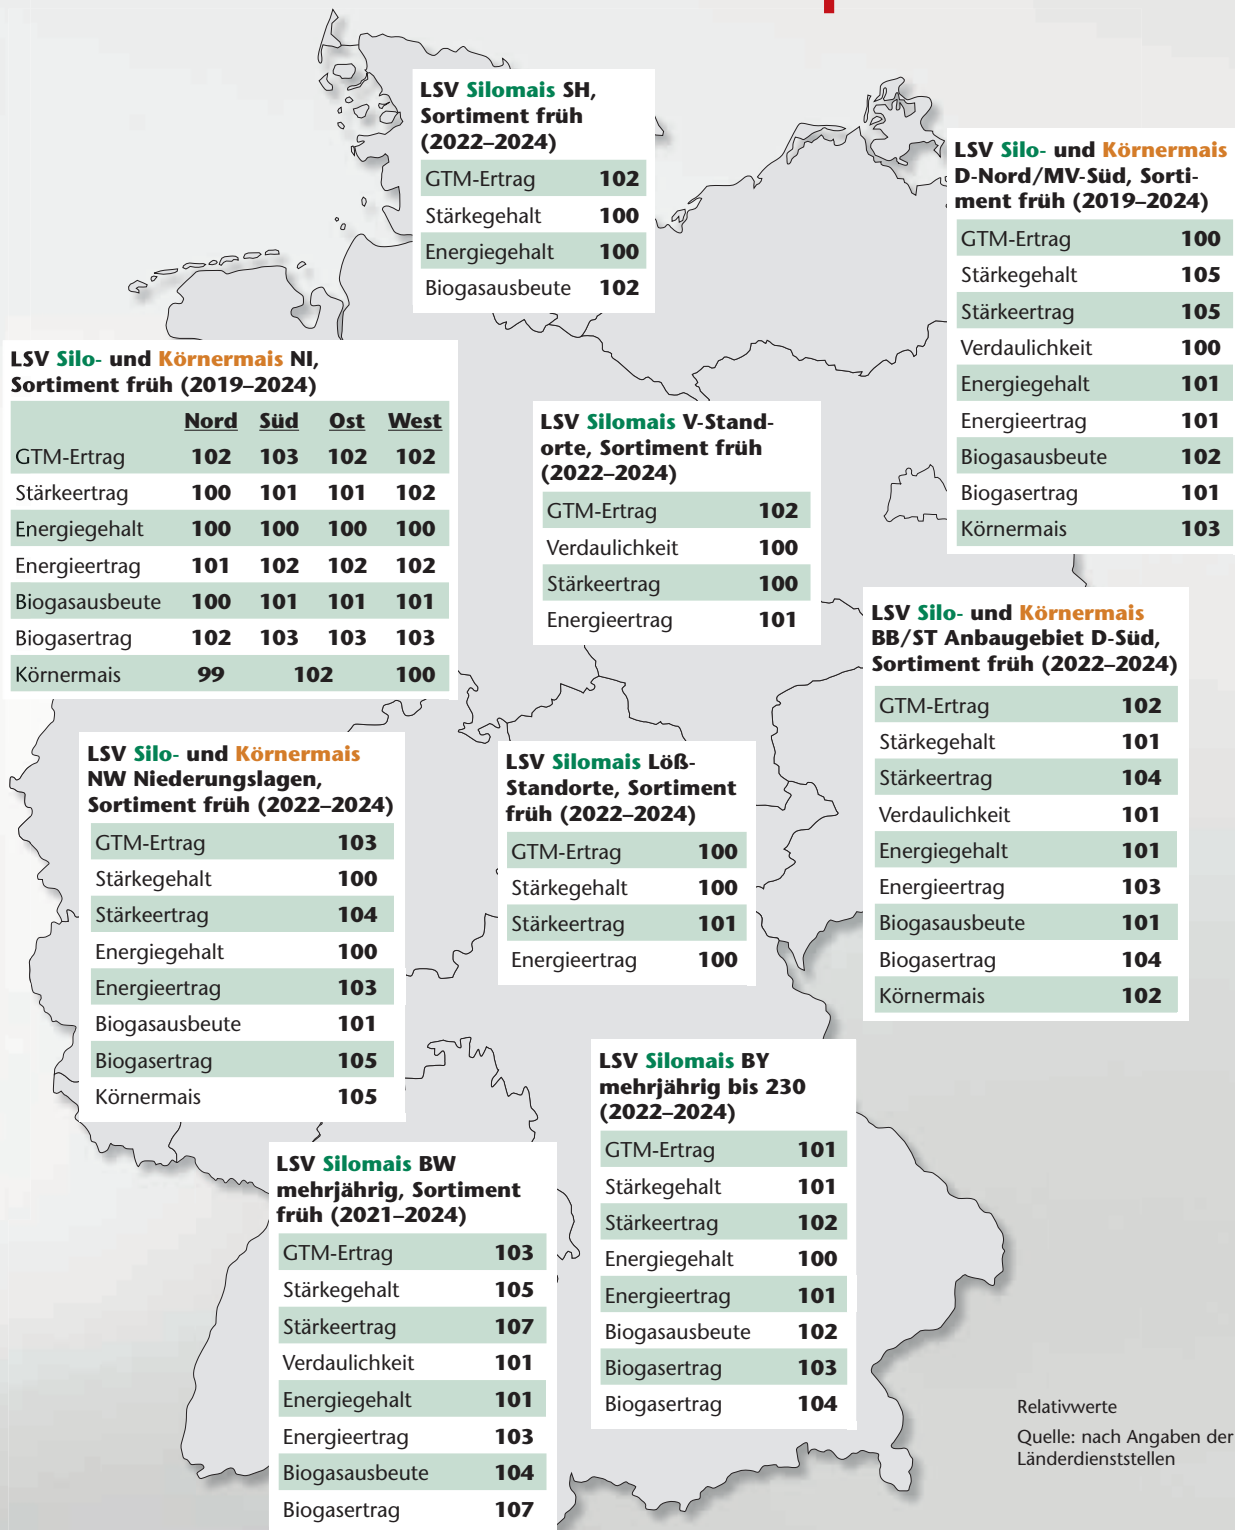 LSV Silomais SH,
Sortiment früh
(2022–2024)
GTM-Ertrag 102
Stärkegehalt 100
Energiegehalt 100
Biogasausbeute 102
LSV Silo- und Körnermais
D-Nord/MV-Süd, Sorti-
ment früh (2019–2024)
GTM-Ertrag 100
Stärkegehalt 105
Stärkeertrag 105
Verdaulichkeit 100
Energiegehalt 101
Energieertrag 101
Biogasausbeute 102
Biogasertrag 101
Körnermais 103
LSV Silo- und Körnermais NI,
Sortiment früh (2019–2024)
Nord Süd Ost West
GTM-Ertrag 102 103 102 102
Stärkeertrag 100 101 101 102
Energiegehalt 100 100 100 100
Energieertrag 101 102 102 102
Biogasausbeute 100 101 101 101
Biogasertrag 102 103 103 103
Körnermais 99 102 100
LSV Silomais V-Stand-
orte, Sortiment früh
(2022–2024)
GTM-Ertrag 102
Verdaulichkeit 100
Stärkeertrag 100
Energieertrag 101
LSV Silo- und Körnermais
BB/ST Anbaugebiet D-Süd,
Sortiment früh (2022–2024)
GTM-Ertrag 102
Stärkegehalt 101
Stärkeertrag 104
Verdaulichkeit 101
Energiegehalt 101
Energieertrag 103
Biogasausbeute 101
Biogasertrag 104
Körnermais 102
LSV Silo- und Körnermais
NW Niederungslagen,
Sortiment früh (2022–2024)
GTM-Ertrag 103
Stärkegehalt 100
Stärkeertrag 104
Energiegehalt 100
Energieertrag 103
Biogasausbeute 101
Biogasertrag 105
Körnermais 105
LSV Silomais Löß-
Standorte, Sortiment
früh (2022–2024)
GTM-Ertrag 100
Stärkegehalt 100
Stärkeertrag 101
Energieertrag 100
LSV Silomais BY
mehrjährig bis 230
(2022–2024)
GTM-Ertrag 101
Stärkegehalt 101
Stärkeertrag 102
Energiegehalt 100
Energieertrag 101
Biogasausbeute 102
Biogasertrag 103
Biogasertrag 104
LSV Silomais BW
mehrjährig, Sortiment
früh (2021–2024)
GTM-Ertrag 103
Stärkegehalt 105
Stärkeertrag 107
Verdaulichkeit 101
Energiegehalt 101
Energieertrag 103
Biogasausbeute 104
Biogasertrag 107
Relativwerte
Quelle: nach Angaben der
Länderdienststellen